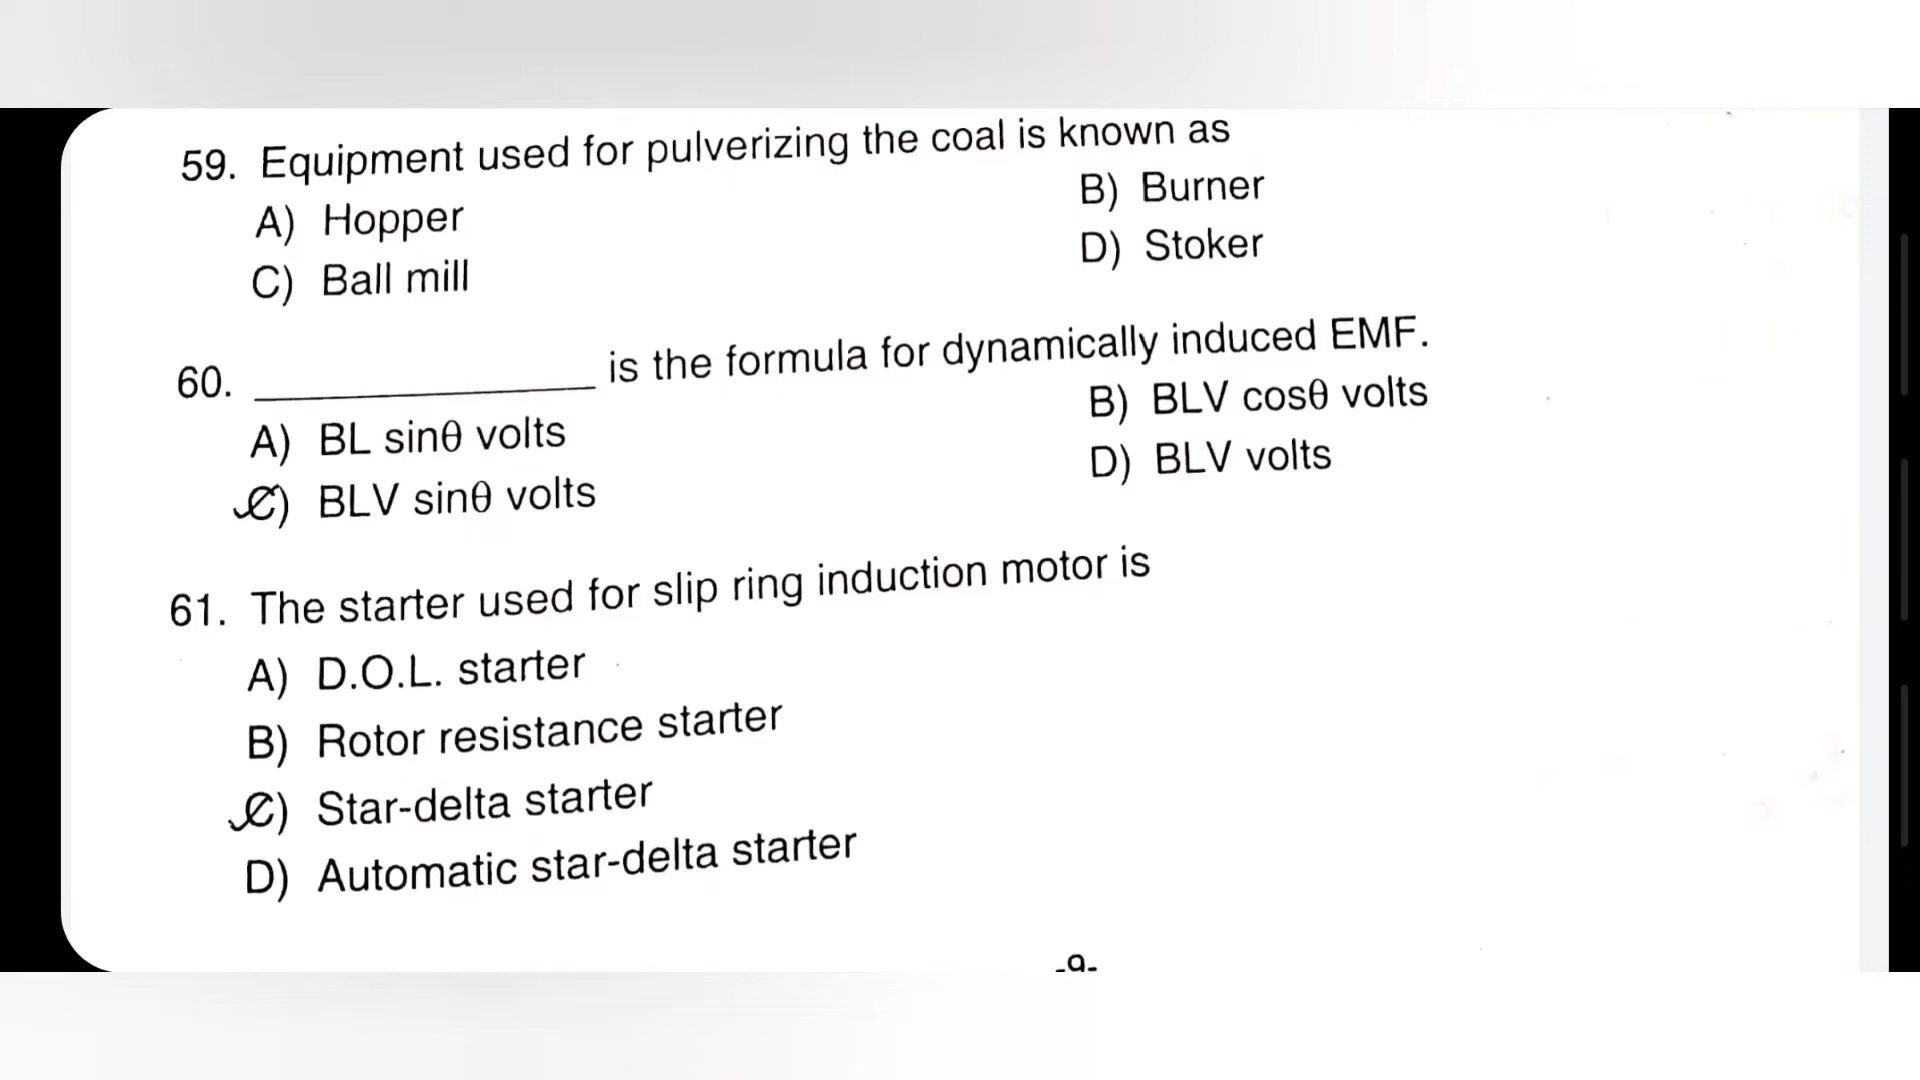 59. Equipment used for pulverizing the coal is known as
A) Hopper
B) Burner
C) Ball mill
D) Stoker
60. ____________ is the formula for dynamically induced EMF.
A) BL sinθ volts
B) BLV cosθ volts
C) BLV sinθ volts
D) BLV volts
61. The starter used for slip ring induction motor is
A) D.O.L. starter
B) Rotor resistance starter
C) Star-delta starter
D) Automatic star-delta starter
-9-